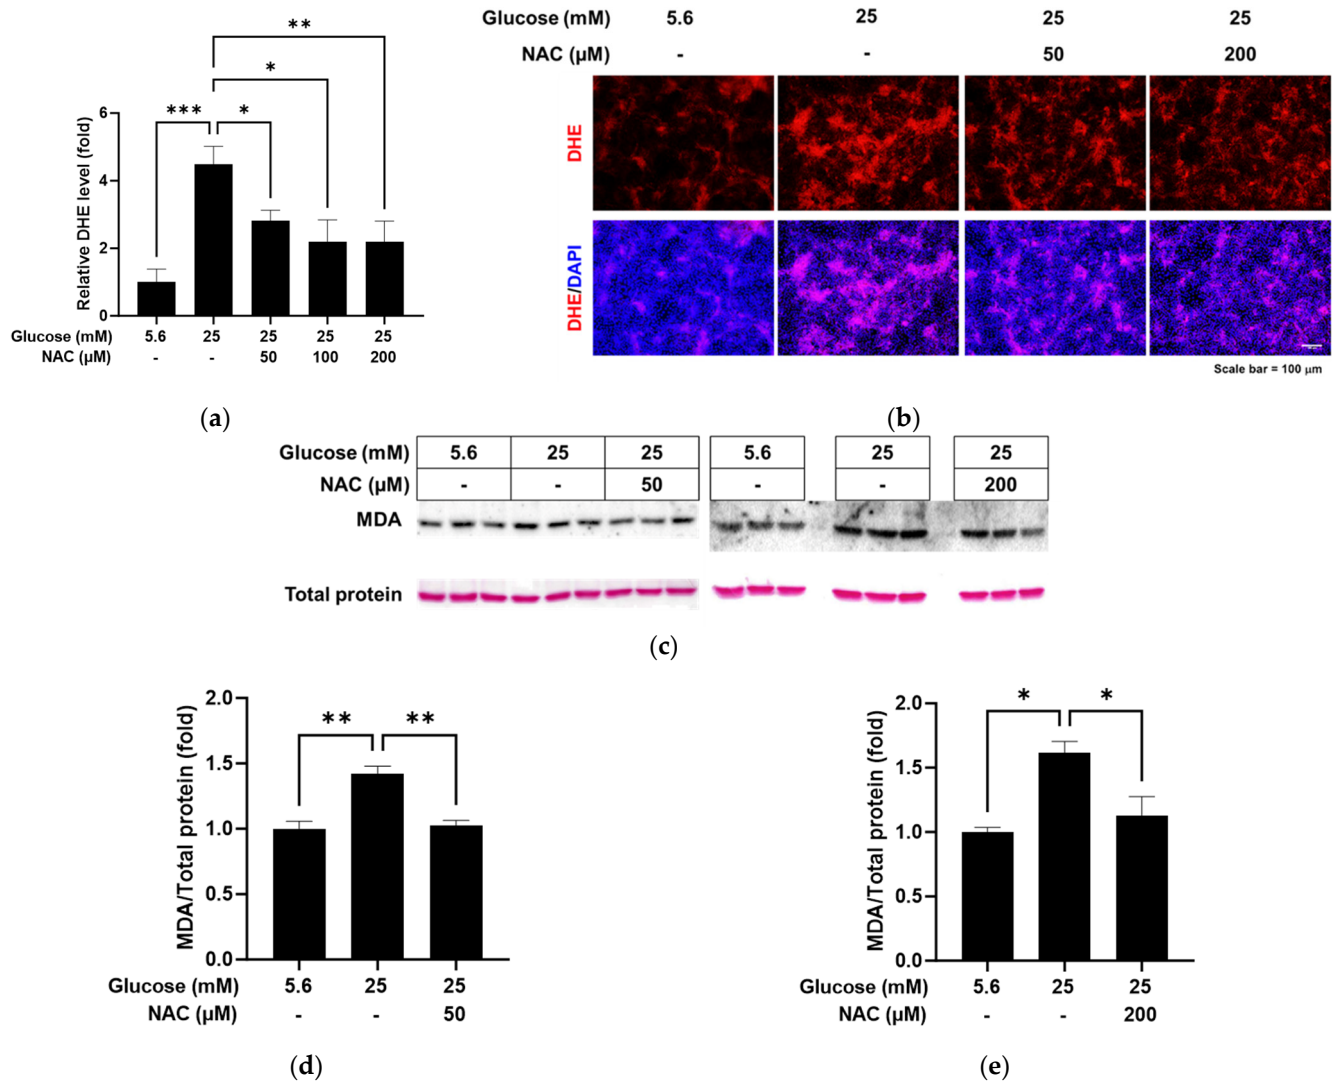 **
*
*** *
Relative DHE level (fold)
6
4
2
0
Glucose (mM) 5.6 25 25 25 25
NAC (µM) - - 50 100 200
(a)
Glucose (mM) 5.6 25 25 25
NAC (µM) - - 50 200
DHE
DHE/DAPI
Scale bar = 100 µm
(b)
Glucose (mM) 5.6 25 25 5.6 25 25
NAC (µM) - - 50 - - 200
MDA
Total protein
(c)
MDA/Total protein (fold)
2.0
1.5
1.0
0.5
0.0
** **
Glucose (mM) 5.6 25 25
NAC (µM) - - 50
(d)
MDA/Total protein (fold)
2.0
1.5
1.0
0.5
0.0
* *
Glucose (mM) 5.6 25 25
NAC (µM) - - 200
(e)